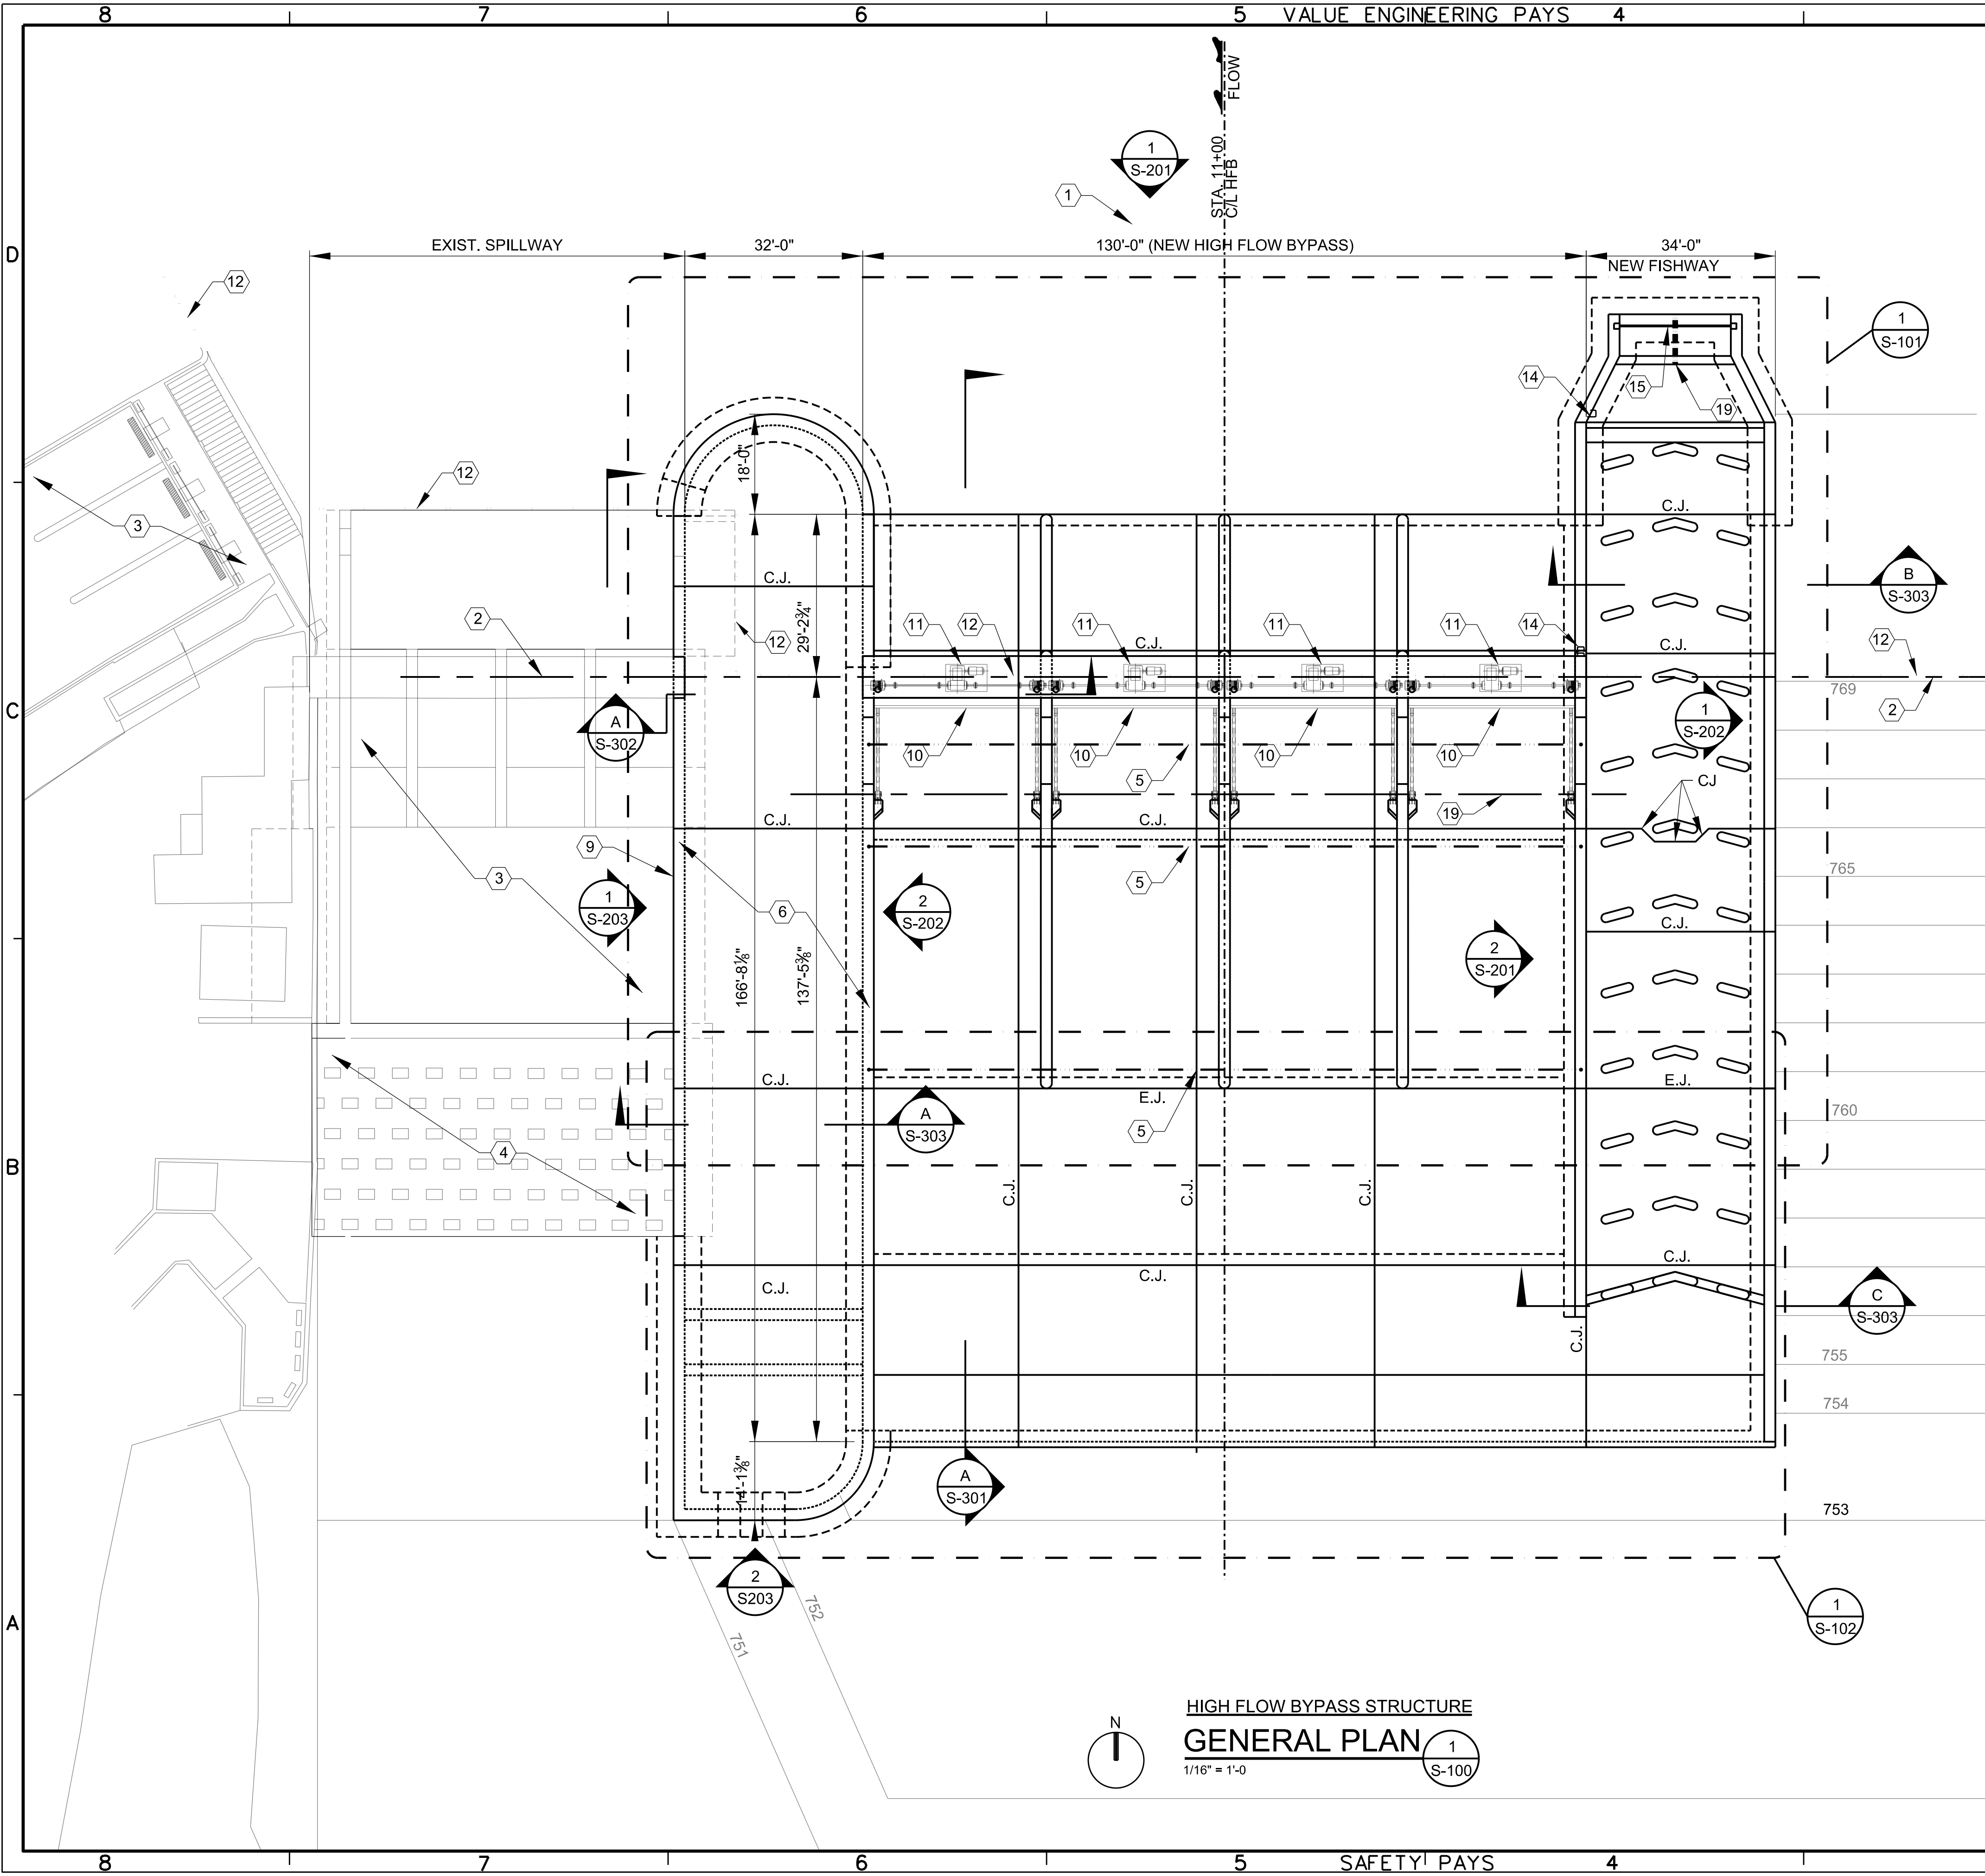 8 7 6 5 VALUE ENGINEERING PAYS 4
FLOW
STA. 11+00
C/L HFB
1
S-201
1
D
EXIST. SPILLWAY
32'-0"
130'-0" (NEW HIGH FLOW BYPASS)
34'-0"
NEW FISHWAY
12
1
S-101
14
15
19
18'-0"
12
3
C.J.
C.J.
B
S-303
2
12
29'-2¾"
11
12
11
11
11
14
C.J.
C.J.
12
769
2
C
A
S-302
1
S-202
10
10
10
10
5
19
CJ
C.J.
C.J.
9
5
765
3
1
S-203
6
2
S-202
C.J.
2
S-201
166'-8⅛"
137'-5⅜"
C.J.
E.J.
E.J.
A
S-303
5
760
4
B
C.J.
C.J.
C.J.
C.J.
C.J.
C.J.
C
S-303
C.J.
755
754
14'-1⅜"
A
S-301
753
2
S203
752
751
1
S-102
A
N
HIGH FLOW BYPASS STRUCTURE
GENERAL PLAN
1
S-100
1/16" = 1'-0
8 7 6 5 SAFETY PAYS 4